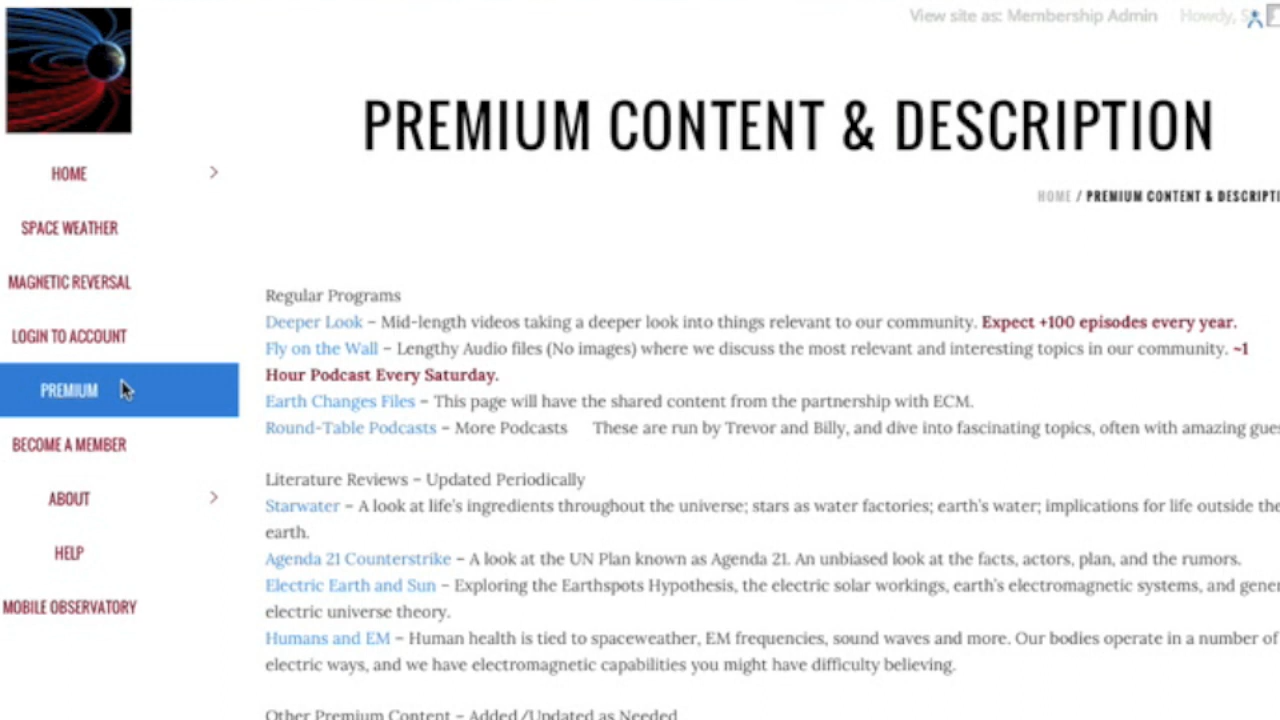 View site as: Membership Admin Howdy,
PREMIUM CONTENT & DESCRIPTION
HOME / PREMIUM CONTENT & DESCRIPTI
HOME
SPACE WEATHER
MAGNETIC REVERSAL
LOGIN TO ACCOUNT
PREMIUM
BECOME A MEMBER
ABOUT
HELP
MOBILE OBSERVATORY
Regular Programs
Deeper Look – Mid-length videos taking a deeper look into things relevant to our community. Expect +100 episodes every year.
Fly on the Wall – Lengthy Audio files (No images) where we discuss the most relevant and interesting topics in our community. ~1
Hour Podcast Every Saturday.
Earth Changes Files – This page will have the shared content from the partnership with ECM.
Round-Table Podcasts – More Podcasts These are run by Trevor and Billy, and dive into fascinating topics, often with amazing gues
Literature Reviews – Updated Periodically
Starwater – A look at life's ingredients throughout the universe; stars as water factories; earth's water; implications for life outside the
earth.
Agenda 21 Counterstrike – A look at the UN Plan known as Agenda 21. An unbiased look at the facts, actors, plan, and the rumors.
Electric Earth and Sun – Exploring the Earthspots Hypothesis, the electric solar workings, earth's electromagnetic systems, and gener
electric universe theory.
Humans and EM – Human health is tied to spaceweather, EM frequencies, sound waves and more. Our bodies operate in a number of
electric ways, and we have electromagnetic capabilities you might have difficulty believing.
Other Premium Content – Added/Updated as Needed